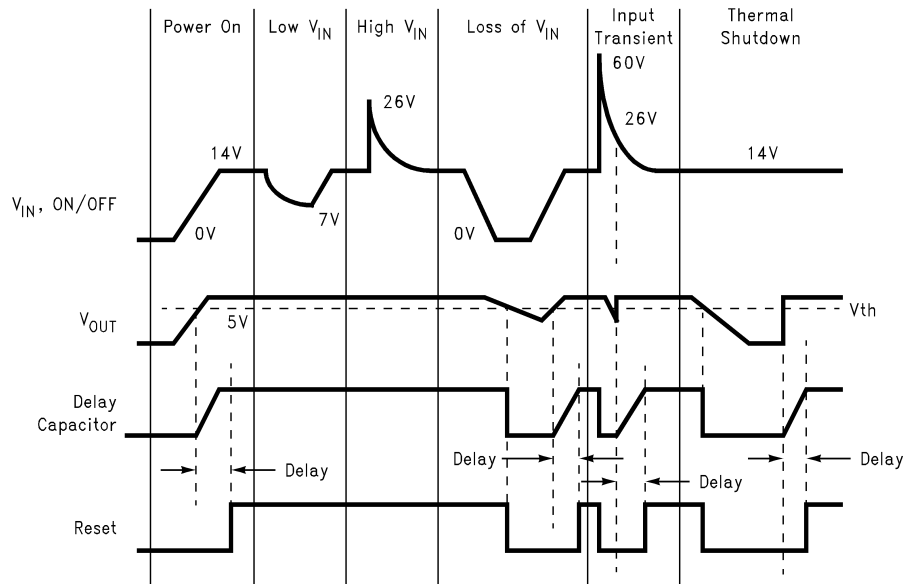 Power On
Low VIN
High VIN
Loss of VIN
Input
Transient
Thermal
Shutdown
60V
26V
26V
14V
14V
VIN, ON/OFF
7V
0V
0V
Vth
VOUT
5V
Delay
Capacitor
Delay
Delay
Delay
Delay
Reset